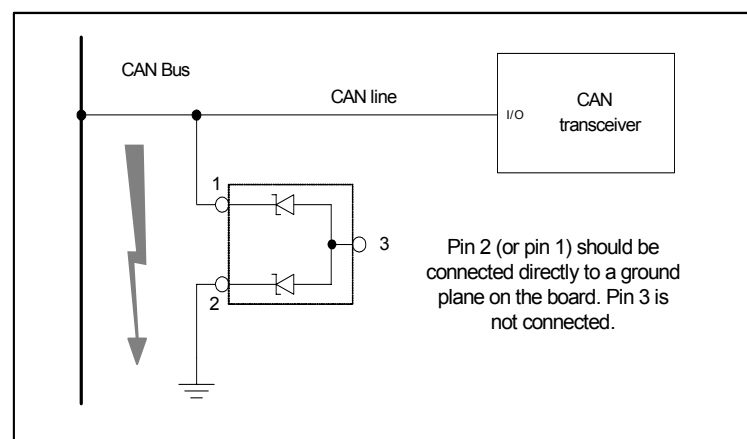 CAN Bus
CAN line
I/O
CAN
transceiver
1
3
2
Pin 2 (or pin 1) should be
connected directly to a ground
plane on the board. Pin 3 is
not connected.